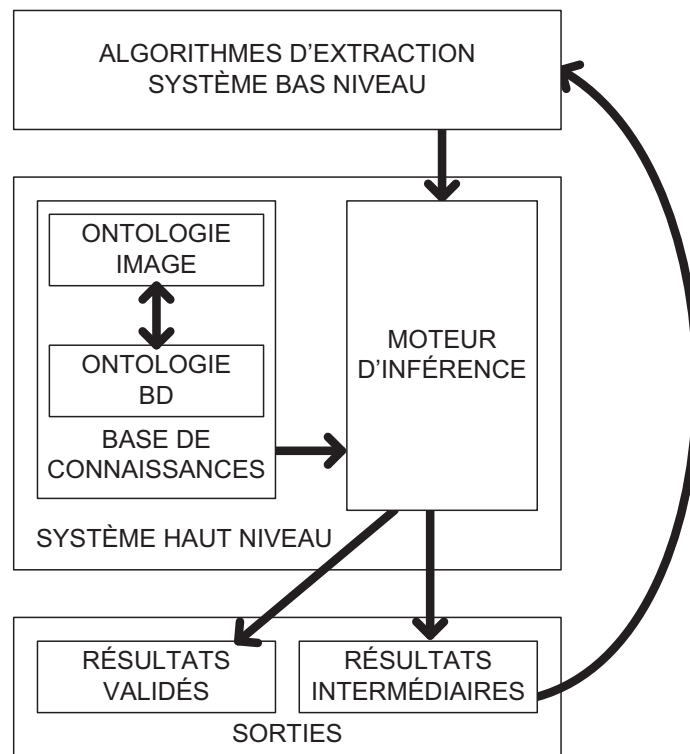 ALGORITHMES D'EXTRACTION
SYSTÈME BAS NIVEAU
ONTOLOGIE
IMAGE
ONTOLOGIE
BD
BASE DE
CONNAISSANCES
MOTEUR
D'INFÉRENCE
SYSTÈME HAUT NIVEAU
RÉSULTATS
VALIDÉS
RÉSULTATS
INTERMÉDIAIRES
SORTIES